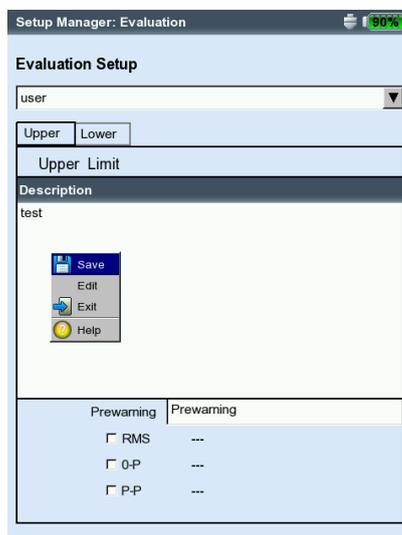 Setup Manager: Evaluation 90%
Evaluation Setup
user
Upper Lower
Upper Limit
Description
test
Save
Edit
Exit
? Help
Prewarning Prewarning
RMS ---
0-P ---
P-P ---